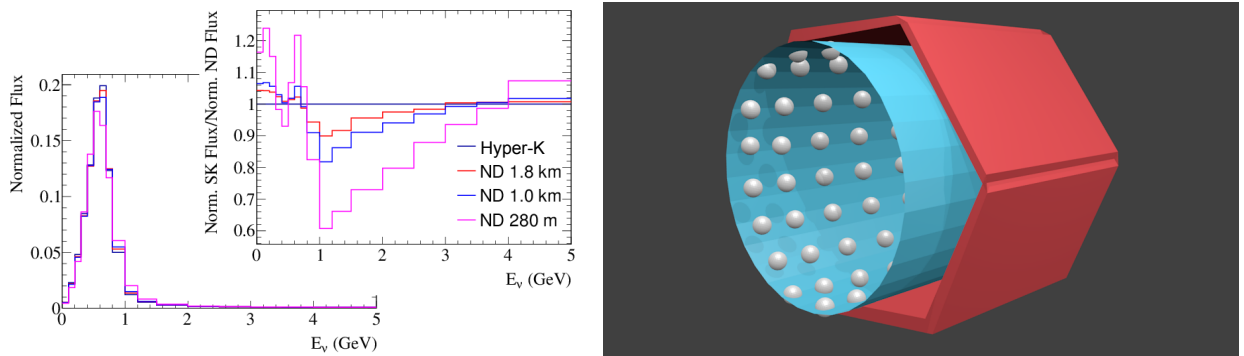 Normalized Flux
0.2
0.15
0.1
0.05
0
0 1 2 3 4 5
Eν (GeV)
Norm. SK Flux/Norm. ND Flux
1.2
1.1
1
0.9
0.8
0.7
0.6
0 1 2 3 4 5
Eν (GeV)
Hyper-K
ND 1.8 km
ND 1.0 km
ND 280 m